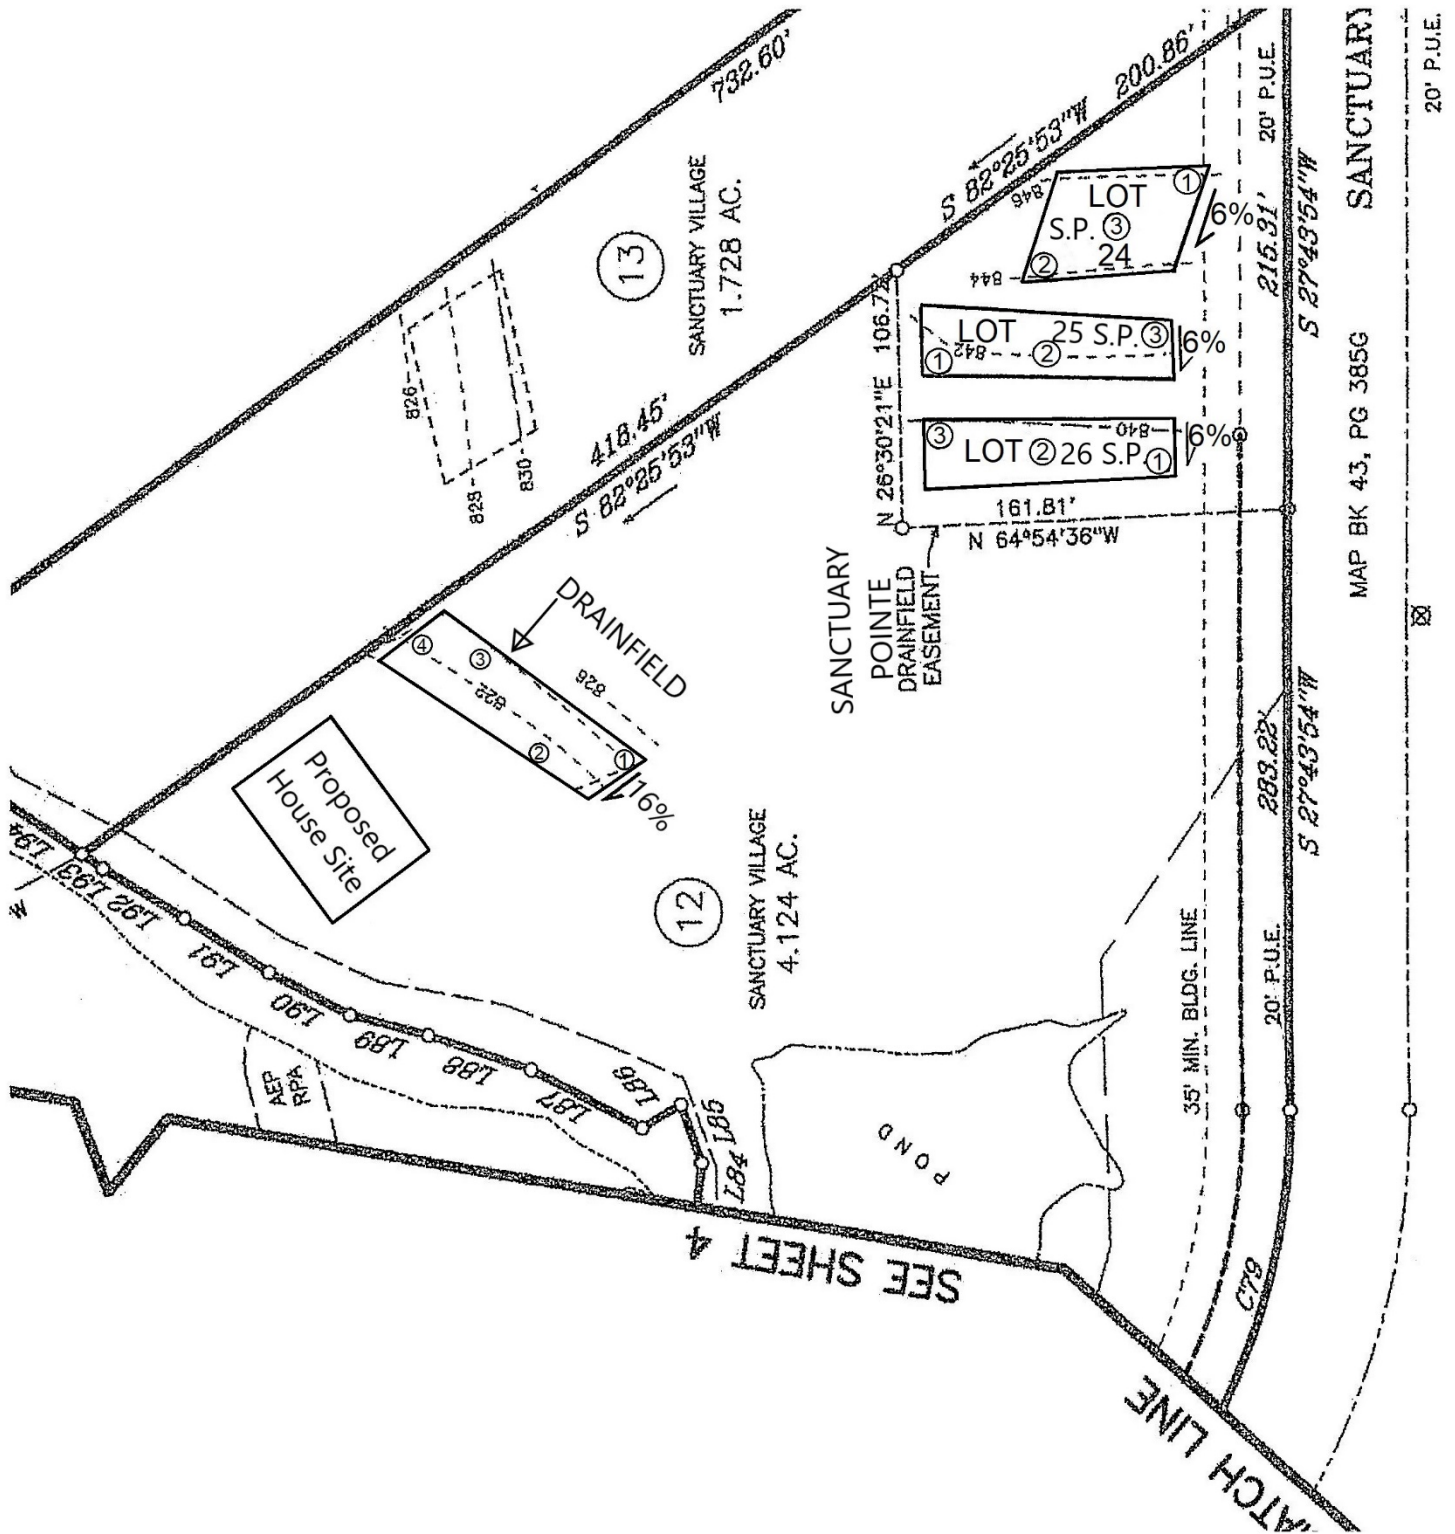 732.60'
SANCTUARY VILLAGE
1.728 AC.
13
S 82°25'53"W
200.86'
20' P.U.E.
SANCTUARY
20' P.U.E.
846
LOT
1
S.P. 3
24
2
844
6%
215.91'
S 27°43'54"W
N 26°30'21"E 106.72'
LOT 25 S.P. 3
1
842
2
6%
840
3
LOT 2 26 S.P. 1
6%
161.81'
N 64°54'36"W
MAP BK 43, PG 385G
826
828
830
418.45'
S 82°25'53"W
SANCTUARY
POINTE
DRAINFIELD
EASEMENT
DRAINFIELD
4
3
822
828
2
1
16%
Proposed
House Site
283.22'
S 27°43'54"W
12
SANCTUARY VILLAGE
4.124 AC.
L94
L93
L92
L91
L90
L89
L88
L87
L86
L85
L84
AEP
RPA
35' MIN. BLDG. LINE
20' P.U.E.
POND
SEE SHEET 4
C79
ATCH LINE